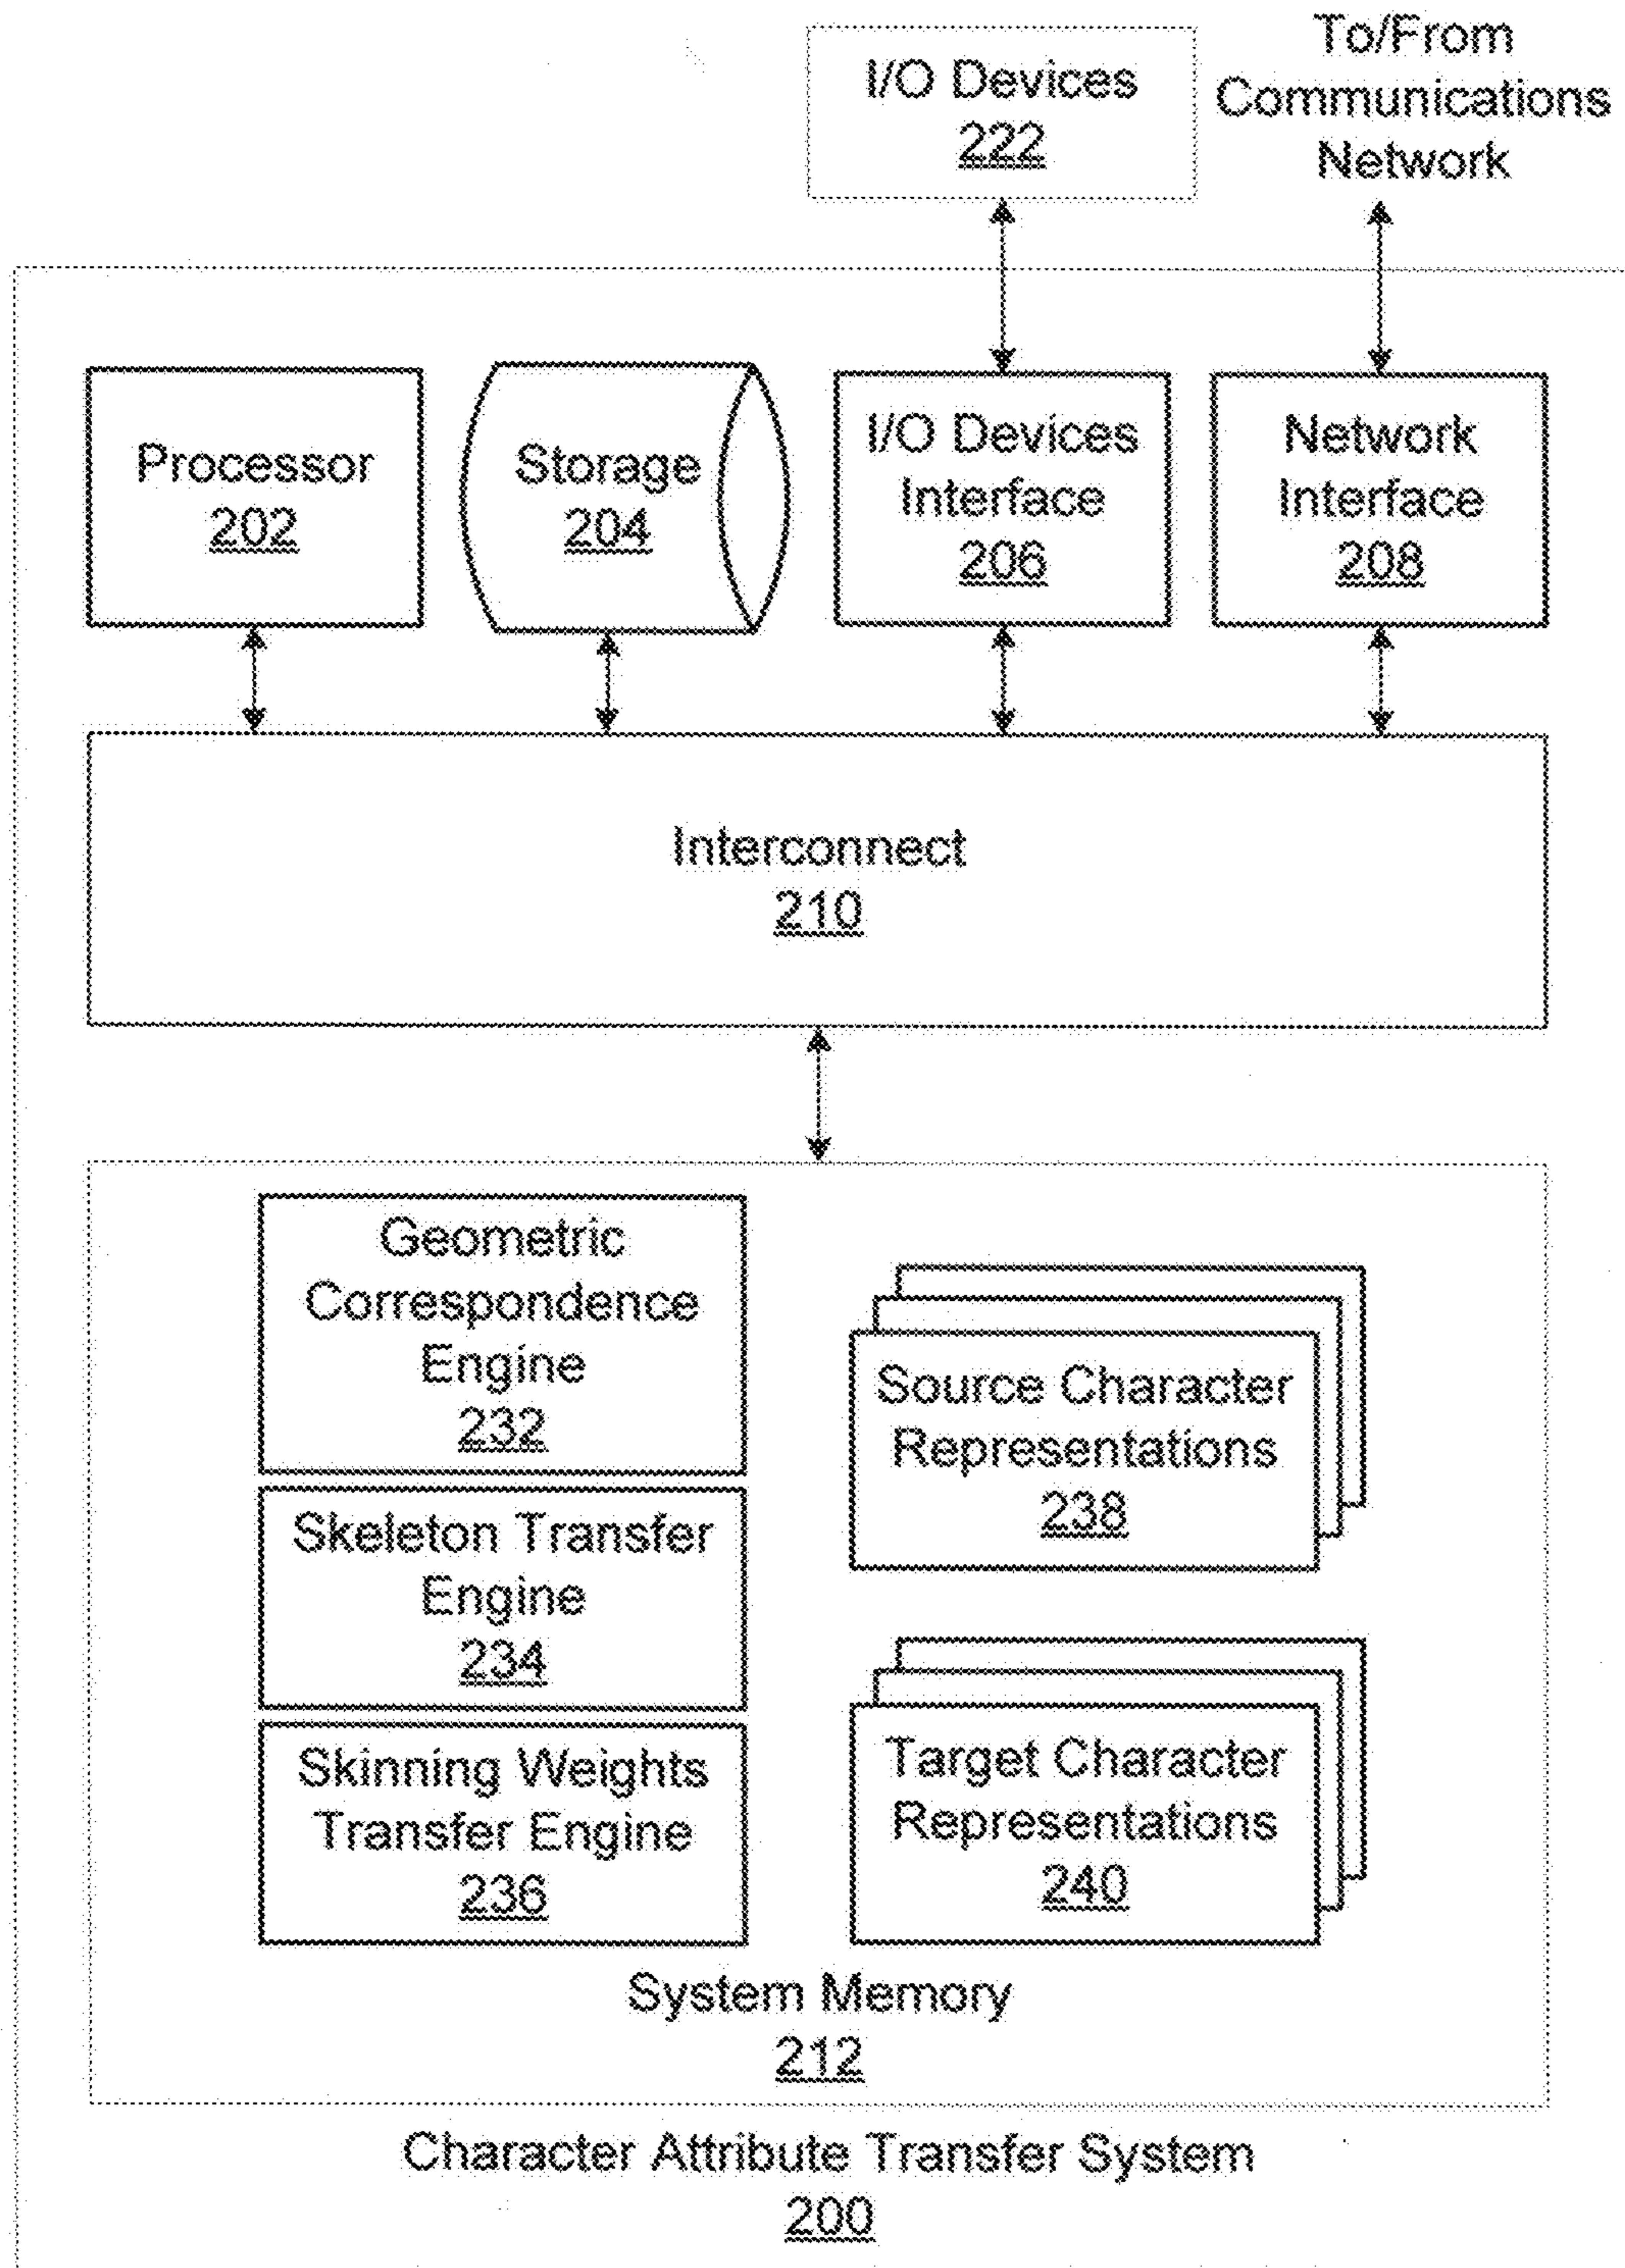 I/O Devices
222
To/From
Communications
Network
Processor
202
Storage
204
I/O Devices
Interface
206
Network
Interface
208
Interconnect
210
Geometric
Correspondence
Engine
232
Skeleton Transfer
Engine
234
Skinning Weights
Transfer Engine
236
Source Character
Representations
238
Target Character
Representations
240
System Memory
212
Character Attribute Transfer System
200